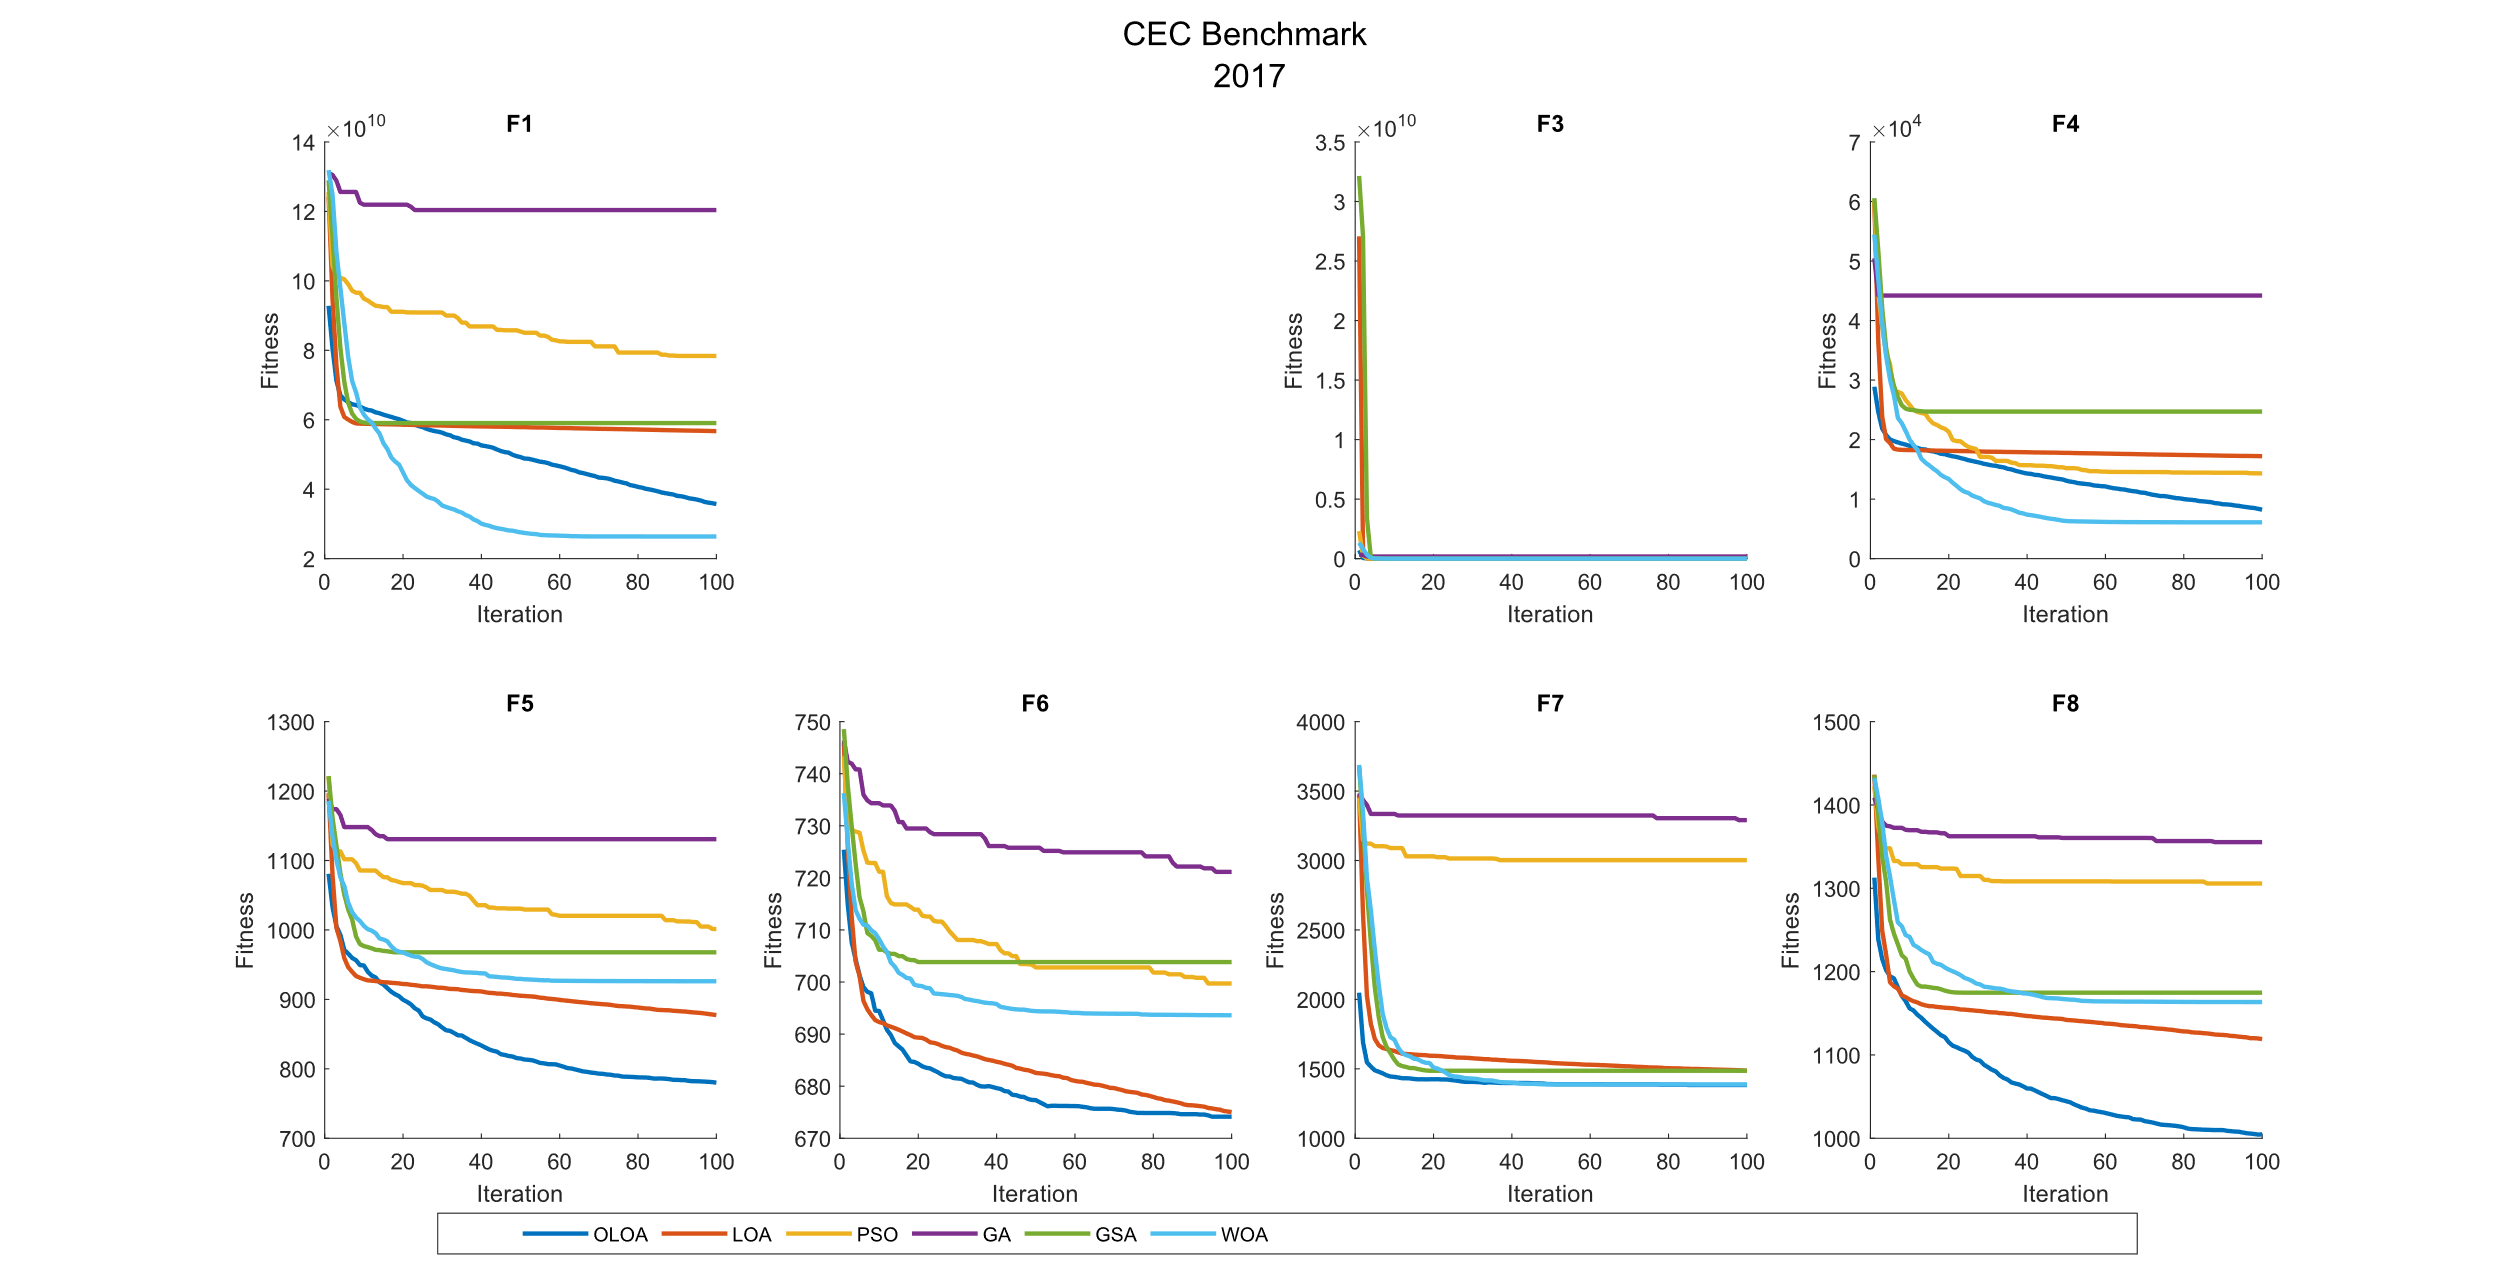 CEC Benchmark
2017
F1
×10^10
14
12
10
8
6
4
2
Fitness
0 20 40 60 80 100
Iteration
F3
×10^10
3.5
3
2.5
2
1.5
1
0.5
0
Fitness
0 20 40 60 80 100
Iteration
F4
×10^4
7
6
5
4
3
2
1
0
Fitness
0 20 40 60 80 100
Iteration
F5
1300
1200
1100
1000
900
800
700
Fitness
0 20 40 60 80 100
Iteration
F6
750
740
730
720
710
700
690
680
670
Fitness
0 20 40 60 80 100
Iteration
F7
4000
3500
3000
2500
2000
1500
1000
Fitness
0 20 40 60 80 100
Iteration
F8
1500
1400
1300
1200
1100
1000
Fitness
0 20 40 60 80 100
Iteration
OLOA LOA PSO GA GSA WOA